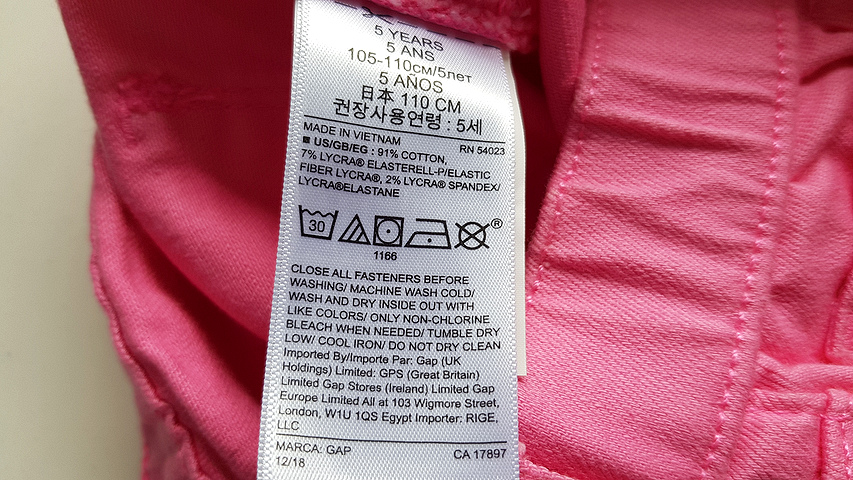 5 YEARS
5 ANS
105-110см/5лет
5 AÑOS
日本 110 CM
권장사용연령 : 5세
MADE IN VIETNAM
RN 54023
■ US/GB/EG : 91% COTTON,
7% LYCRA® ELASTERELL-P/ELASTIC
FIBER LYCRA®, 2% LYCRA® SPANDEX/
LYCRA®ELASTANE
30
®
1166
CLOSE ALL FASTENERS BEFORE
WASHING/ MACHINE WASH COLD/
WASH AND DRY INSIDE OUT WITH
LIKE COLORS/ ONLY NON-CHLORINE
BLEACH WHEN NEEDED/ TUMBLE DRY
LOW/ COOL IRON/ DO NOT DRY CLEAN
Imported By/Importe Par: Gap (UK
Holdings) Limited: GPS (Great Britain)
Limited Gap Stores (Ireland) Limited Gap
Europe Limited All at 103 Wigmore Street,
London, W1U 1QS Egypt Importer: RIGE,
LLC
MARCA: GAP
CA 17897
12/18